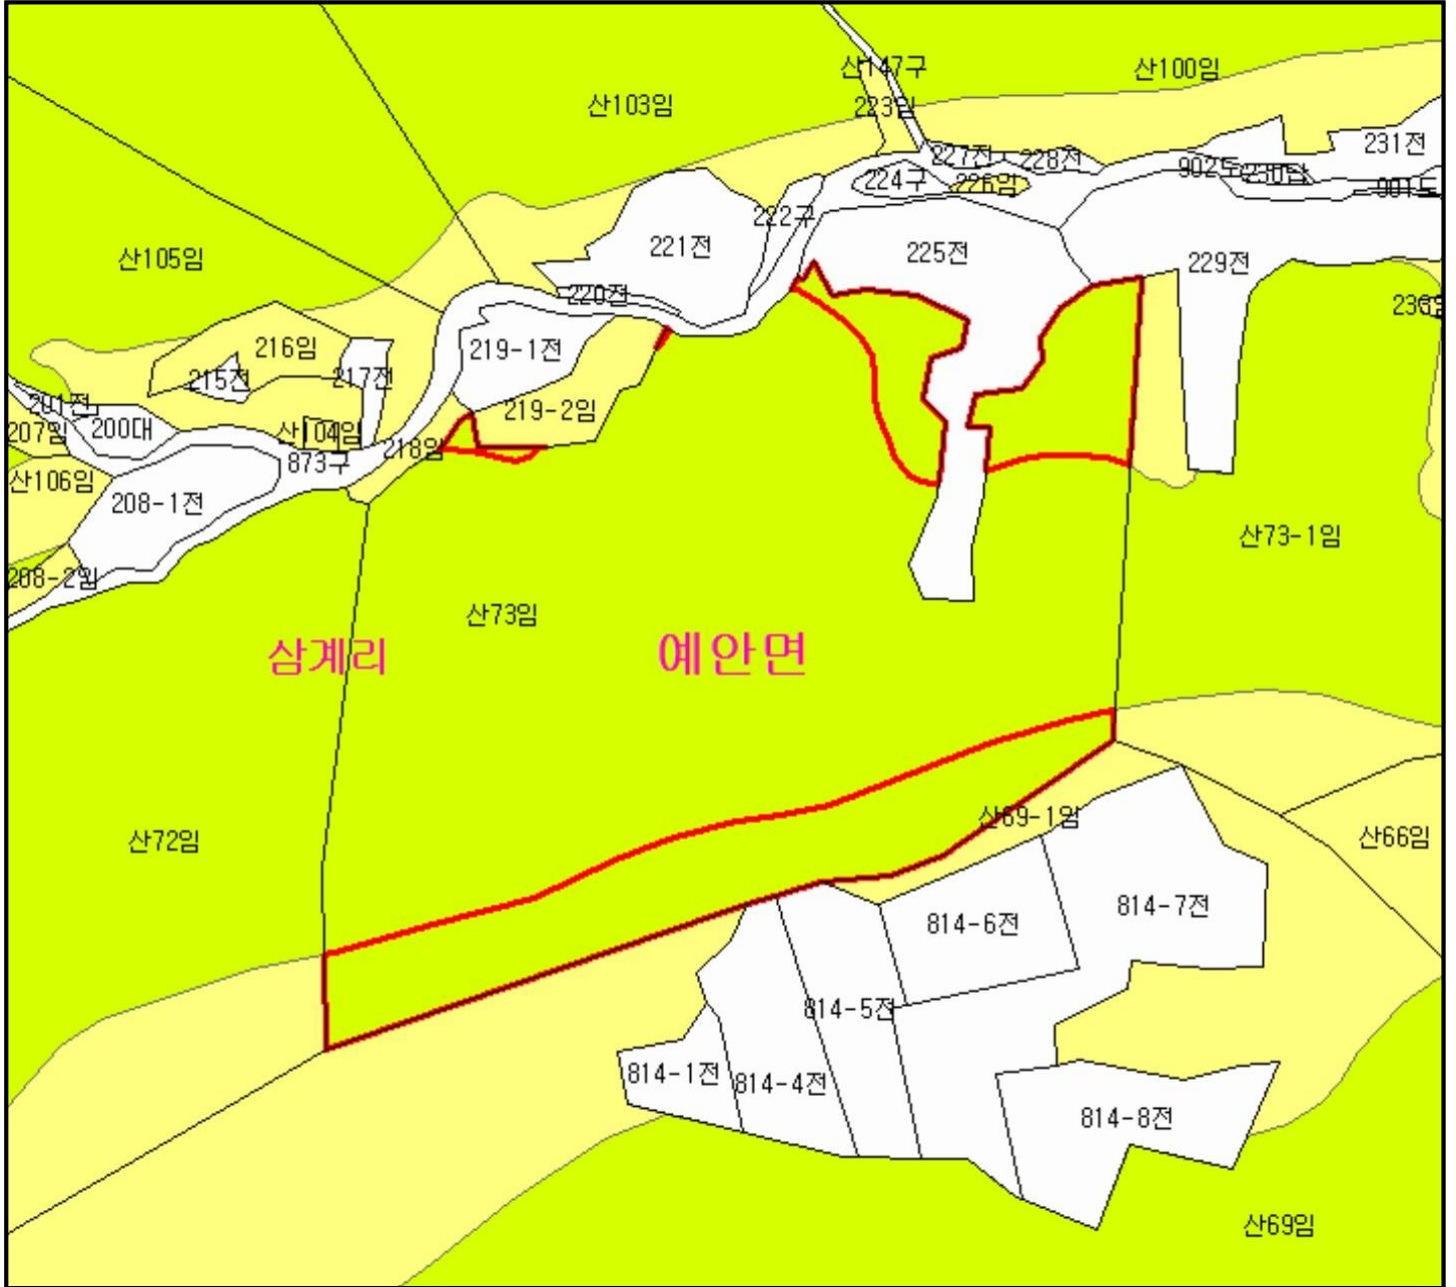 산147구
산100임
산103임
223임
231전
227전
228전
902도
230답
224구
226임
901도
222구
221전
225전
산105임
229전
220전
216임
219-1전
215전
217전
201전
219-2임
207임
200대
산104임
218임
873구
산106임
208-1전
산73-1임
208-2임
산73임
삼계리
예안면
산69-1임
산72임
산66임
814-7전
814-6전
814-5전
814-1전
814-4전
814-8전
산69임